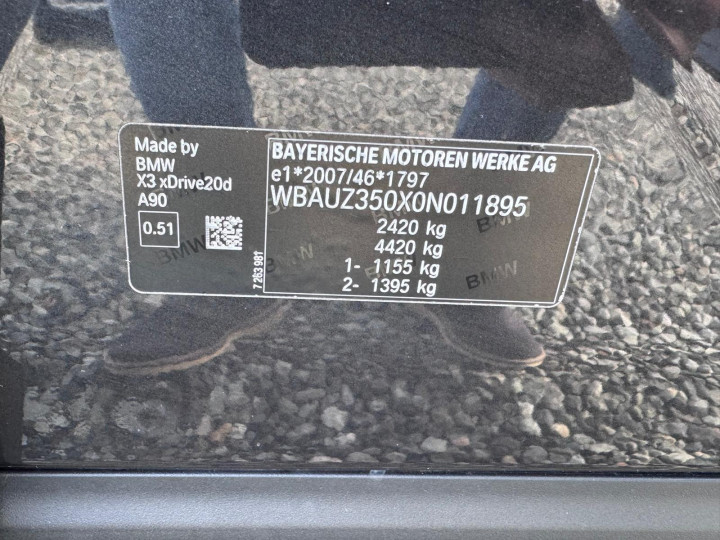 Made by
BMW
X3 xDrive20d
A90
0.51
7 263 981
BAYERISCHE MOTOREN WERKE AG
e1*2007/46*1797
WBAUZ350X0N011895
2420 kg
4420 kg
1- 1155 kg
2- 1395 kg